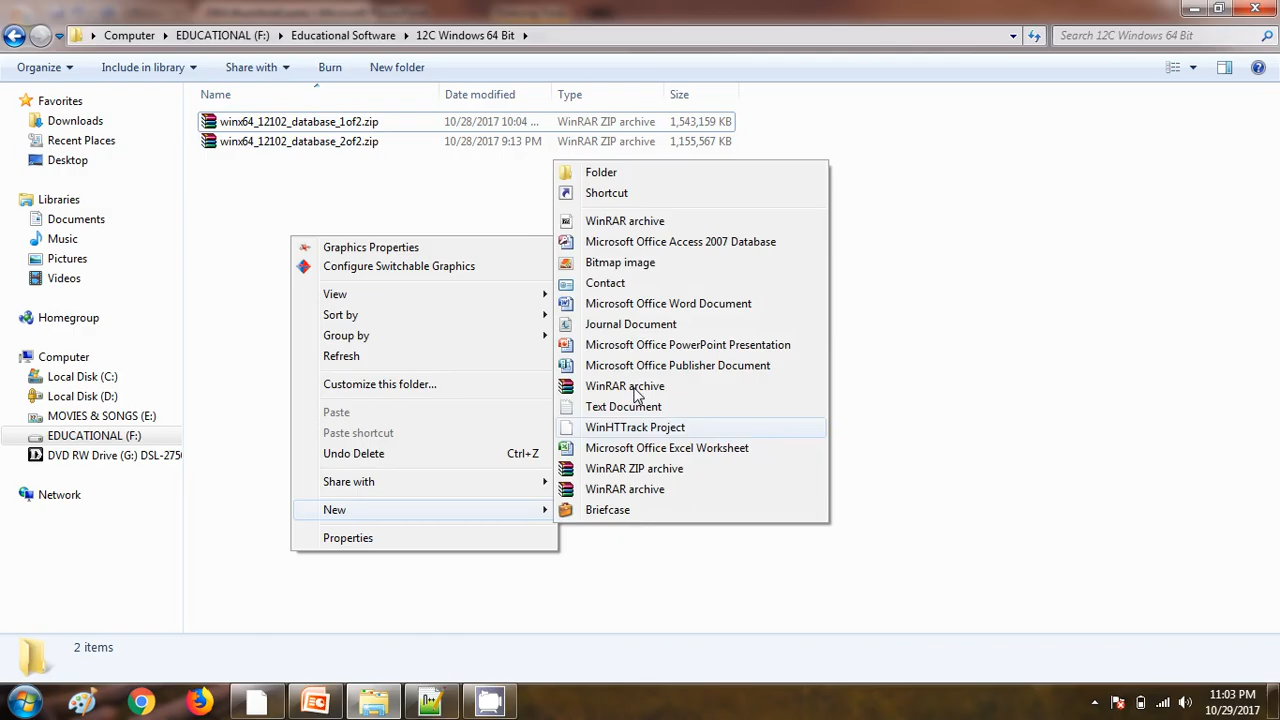 Computer EDUCATIONAL (F:) Educational Software 12C Windows 64 Bit Search 12C Windows 64 Bit
Organize Include in library Share with Burn New folder
Favorites
Downloads
Recent Places
Desktop
Libraries
Documents
Music
Pictures
Videos
Homegroup
Computer
Local Disk (C:)
Local Disk (D:)
MOVIES & SONGS (E:)
EDUCATIONAL (F:)
DVD RW Drive (G:) DSL-275
Network
Name Date modified Type Size
winx64_12102_database_1of2.zip 10/28/2017 10:04 ... WinRAR ZIP archive 1,543,159 KB
winx64_12102_database_2of2.zip 10/28/2017 9:13 PM WinRAR ZIP archive 1,155,567 KB
Graphics Properties
Configure Switchable Graphics
View
Sort by
Group by
Refresh
Customize this folder...
Paste
Paste shortcut
Undo Delete Ctrl+Z
Share with
New
Properties
Folder
Shortcut
WinRAR archive
Microsoft Office Access 2007 Database
Bitmap image
Contact
Microsoft Office Word Document
Journal Document
Microsoft Office PowerPoint Presentation
Microsoft Office Publisher Document
WinRAR archive
Text Document
WinHTTrack Project
Microsoft Office Excel Worksheet
WinRAR ZIP archive
WinRAR archive
Briefcase
2 items
11:03 PM
10/29/2017